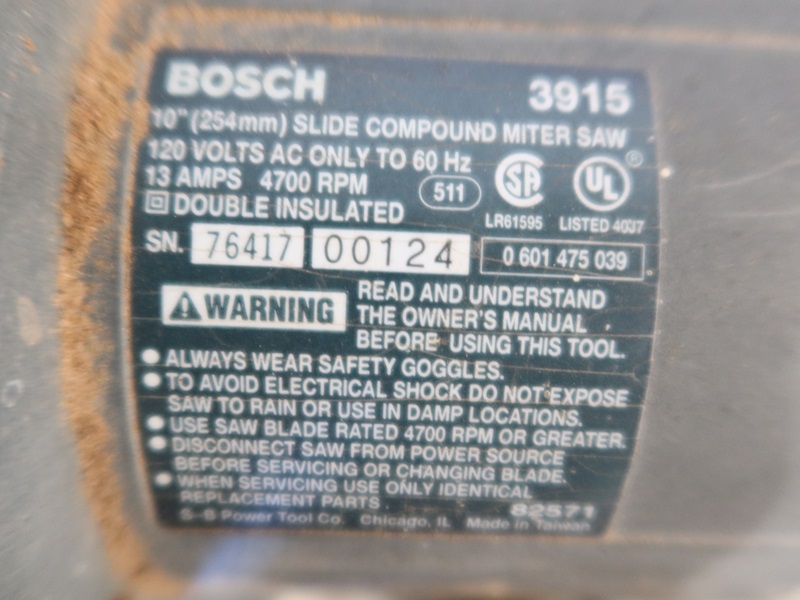 BOSCH 3915
10" (254mm) SLIDE COMPOUND MITER SAW
120 VOLTS AC ONLY TO 60 Hz
13 AMPS 4700 RPM
511
SA
UL ®
DOUBLE INSULATED
LR61595 LISTED 4037
SN. 76417 00124 0 601 475 039
WARNING
READ AND UNDERSTAND
THE OWNER'S MANUAL
BEFORE USING THIS TOOL.
● ALWAYS WEAR SAFETY GOGGLES.
● TO AVOID ELECTRICAL SHOCK DO NOT EXPOSE
SAW TO RAIN OR USE IN DAMP LOCATIONS.
● USE SAW BLADE RATED 4700 RPM OR GREATER.
● DISCONNECT SAW FROM POWER SOURCE
BEFORE SERVICING OR CHANGING BLADE.
● WHEN SERVICING USE ONLY IDENTICAL
REPLACEMENT PARTS 82571
S-B Power Tool Co. Chicago, IL Made in Taiwan